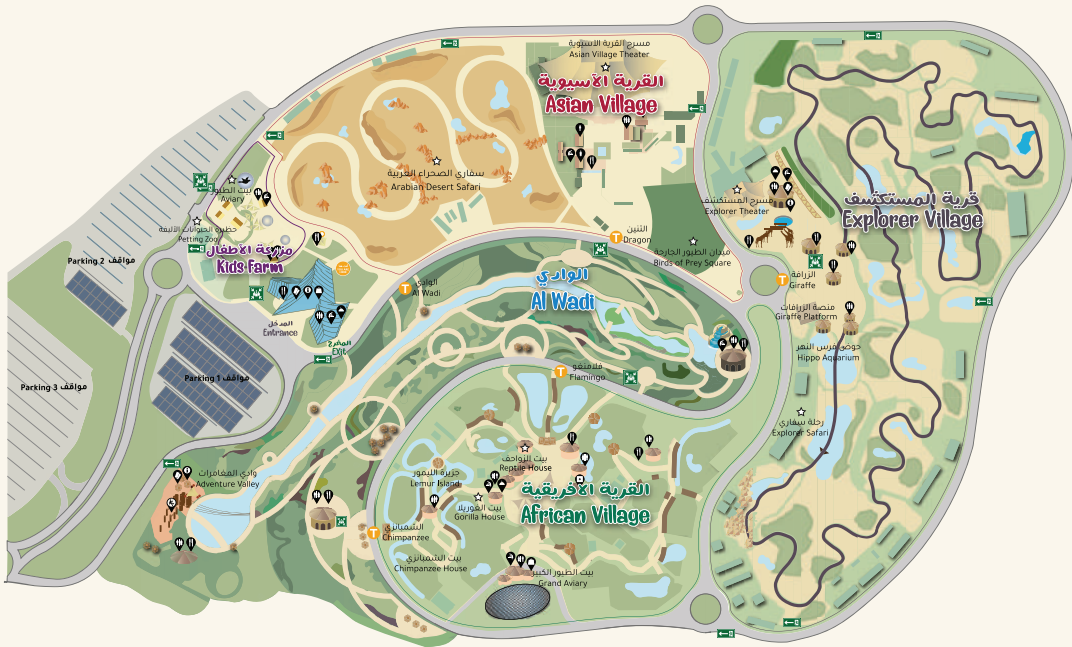 مسرح القرية الآسيوية
Asian Village Theater
القرية الآسيوية
Asian Village
سفاري الصحراء العربية
Arabian Desert Safari
بيت الطيور
Aviary
حظيرة الحيوانات الأليفة
Petting Zoo
مزرعة الأطفال
Kids Farm
مسرح المستكشف
Explorer Theater
قرية المستكشف
Explorer Village
التنين
T
Dragon
ميدان الطيور الجارحة
Birds of Prey Square
مواقف Parking 2
الوادي
Al Wadi
الوادي
T
Al Wadi
الزرافة
T
Giraffe
منصة الزرافات
Giraffe Platform
المدخل
Entrance
المخرج
Exit
حوض فرس النهر
Hippo Aquarium
مواقف Parking 1
مواقف Parking 3
فلامنغو
T
Flamingo
رحلة سفاري
Explorer Safari
بيت الزواحف
Reptile House
وادي المغامرات
Adventure Valley
جزيرة الليمور
Lemur Island
القرية الأفريقية
African Village
بيت الغوريلا
Gorilla House
الشمبانزي
T
Chimpanzee
بيت الشمبانزي
Chimpanzee House
بيت الطيور الكبير
Grand Aviary